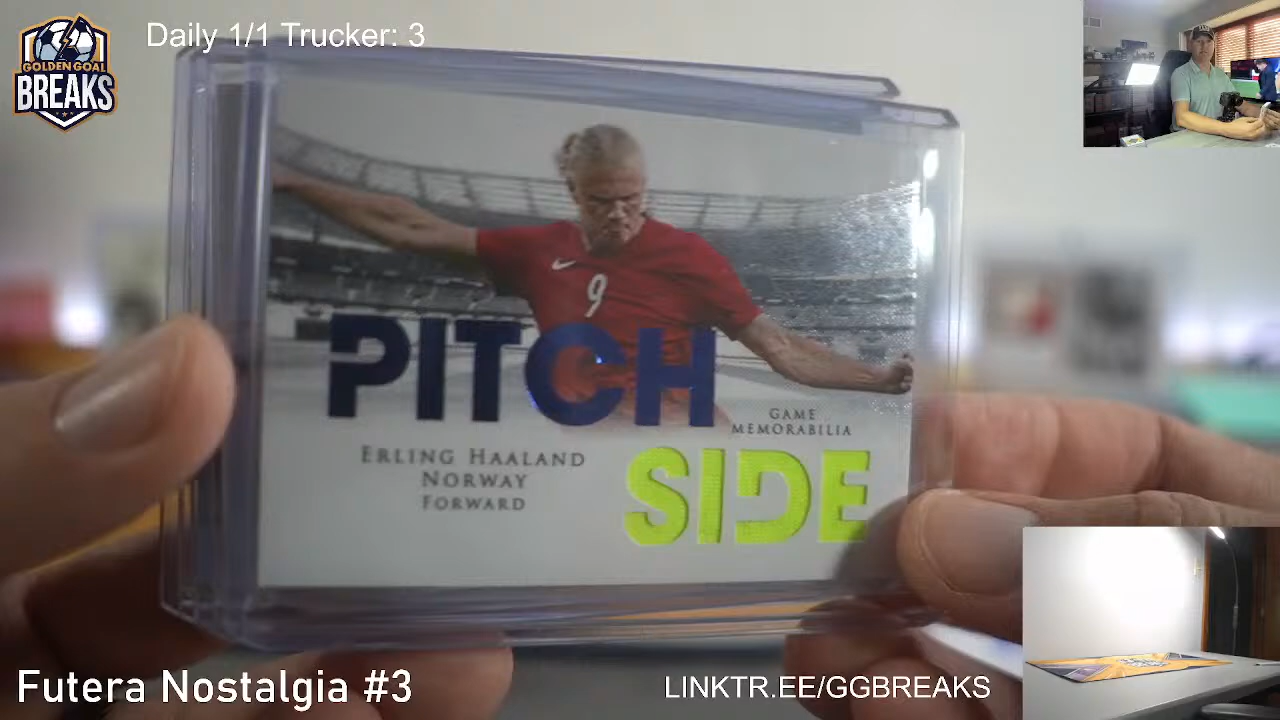 Daily 1/1 Trucker: 3
GOLDEN GOAL
BREAKS
9
PITCH
GAME
MEMORABILIA
SIDE
ERLING HAALAND
NORWAY
FORWARD
Futera Nostalgia #3
LINKTR.EE/GGBREAKS